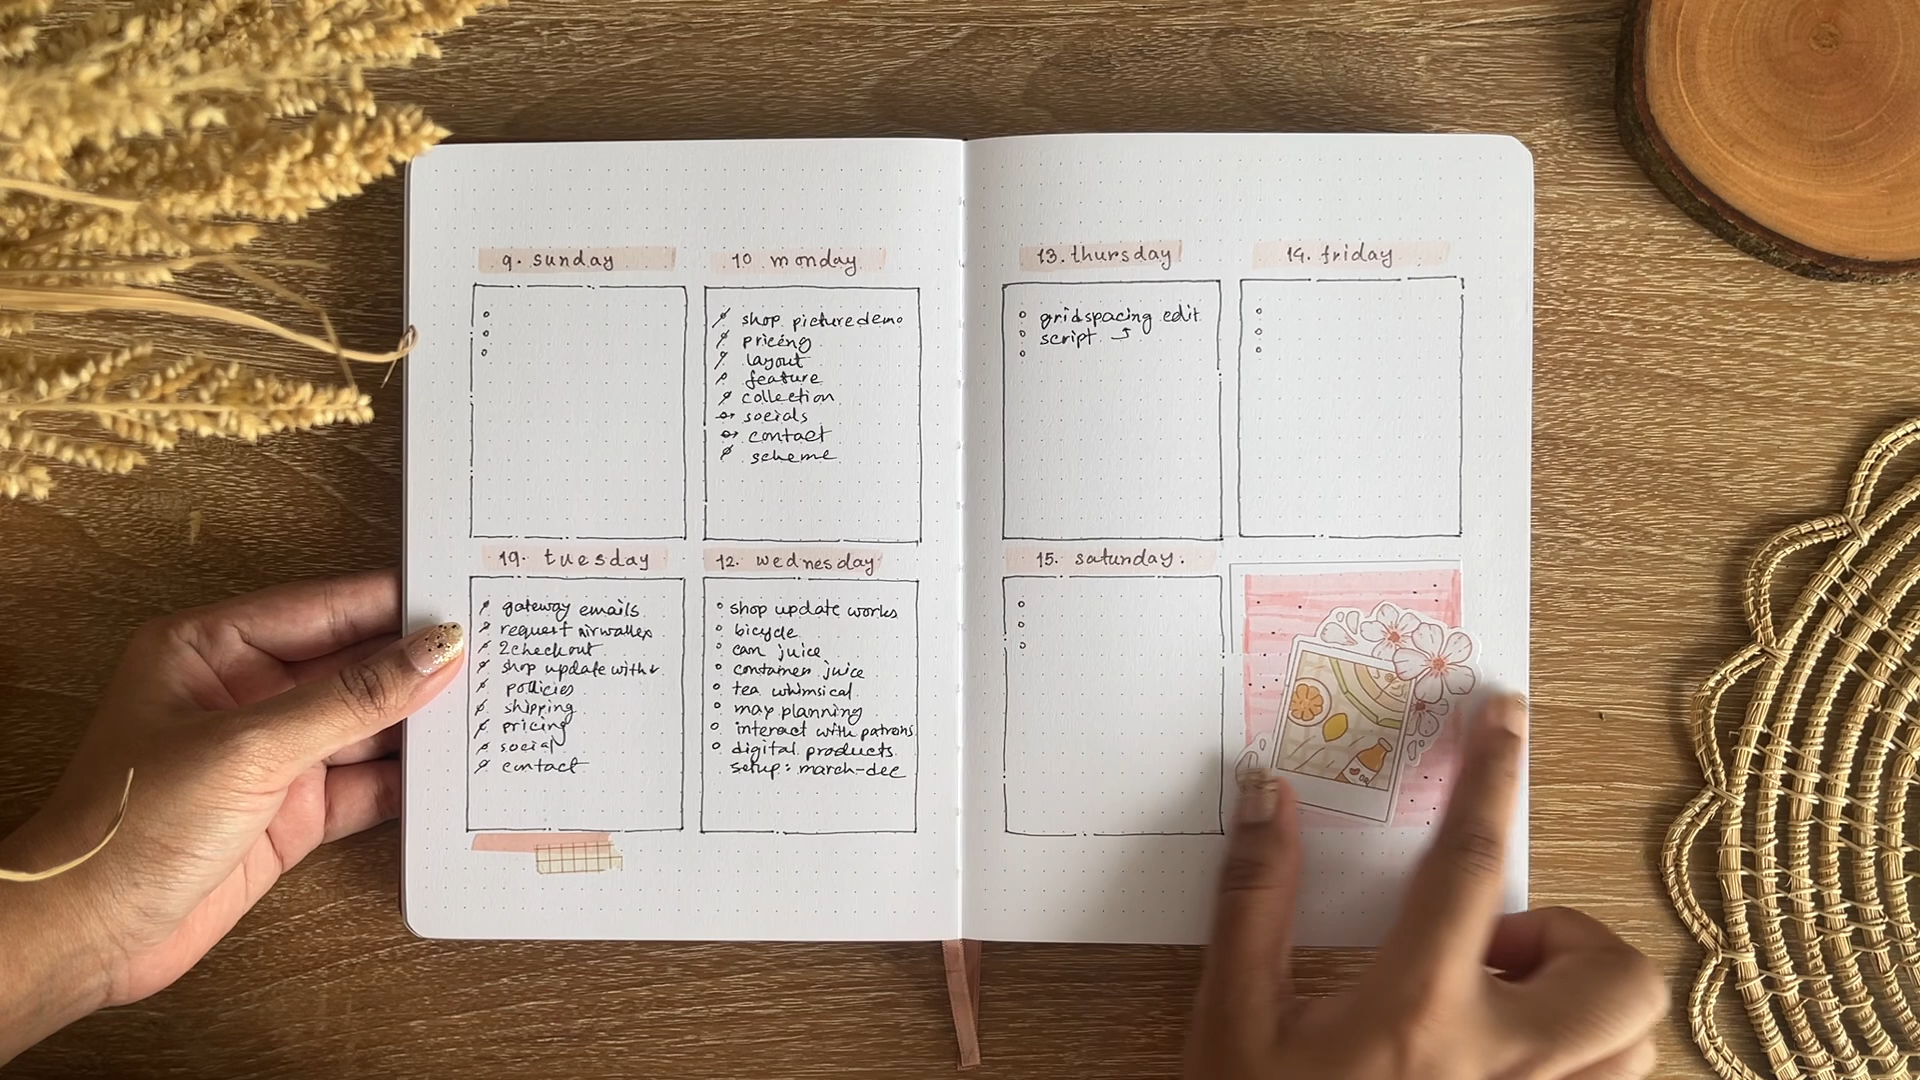 9. sunday
10 monday
shop picture demo
pricing
layout
feature
collection
socials
contact
scheme
19. tuesday
gateway emails
request airwallex
2checkout
shop update with
policies
shipping
pricing
social
contact
12. wednesday
shop update works
bicycle
can juice
container juice
tea whimsical
may planning
interact with patrons
digital products
setup: march-dec
13. thursday
gridspacing edit
script
14. friday
15. saturday.